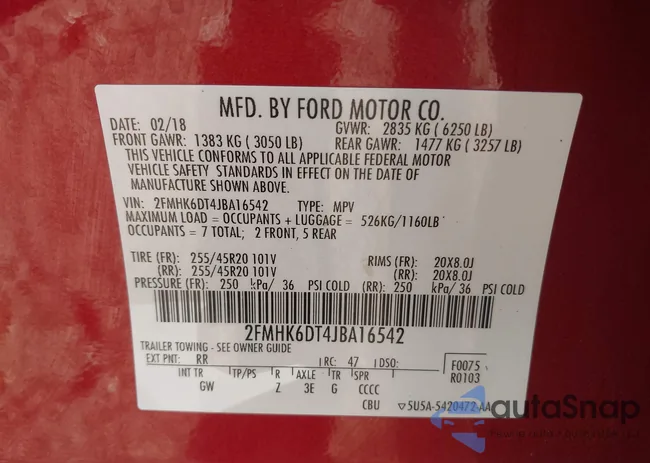 MFD. BY FORD MOTOR CO.
DATE: 02/18 GVWR: 2835 KG ( 6250 LB)
FRONT GAWR: 1383 KG ( 3050 LB) REAR GAWR: 1477 KG ( 3257 LB)
THIS VEHICLE CONFORMS TO ALL APPLICABLE FEDERAL MOTOR
VEHICLE SAFETY STANDARDS IN EFFECT ON THE DATE OF
MANUFACTURE SHOWN ABOVE.
VIN: 2FMHK6DT4JBA16542 TYPE: MPV
MAXIMUM LOAD = OCCUPANTS + LUGGAGE = 526KG/1160LB
OCCUPANTS = 7 TOTAL; 2 FRONT, 5 REAR
TIRE (FR): 255/45R20 101V RIMS (FR): 20X8.0J
(RR): 255/45R20 101V (RR): 20X8.0J
PRESSURE (FR): 250 kPa/ 36 PSI COLD (RR): 250 kPa/ 36 PSI COLD
2FMHK6DT4JBA16542
TRAILER TOWING - SEE OWNER GUIDE
EXT PNT: RR RC: 47 DSO: F0075
R0103
INT TR TP/PS R AXLE TR SPR
GW Z 3E G CCCC
CBU 5U5A-5420472-AA
autoSnap